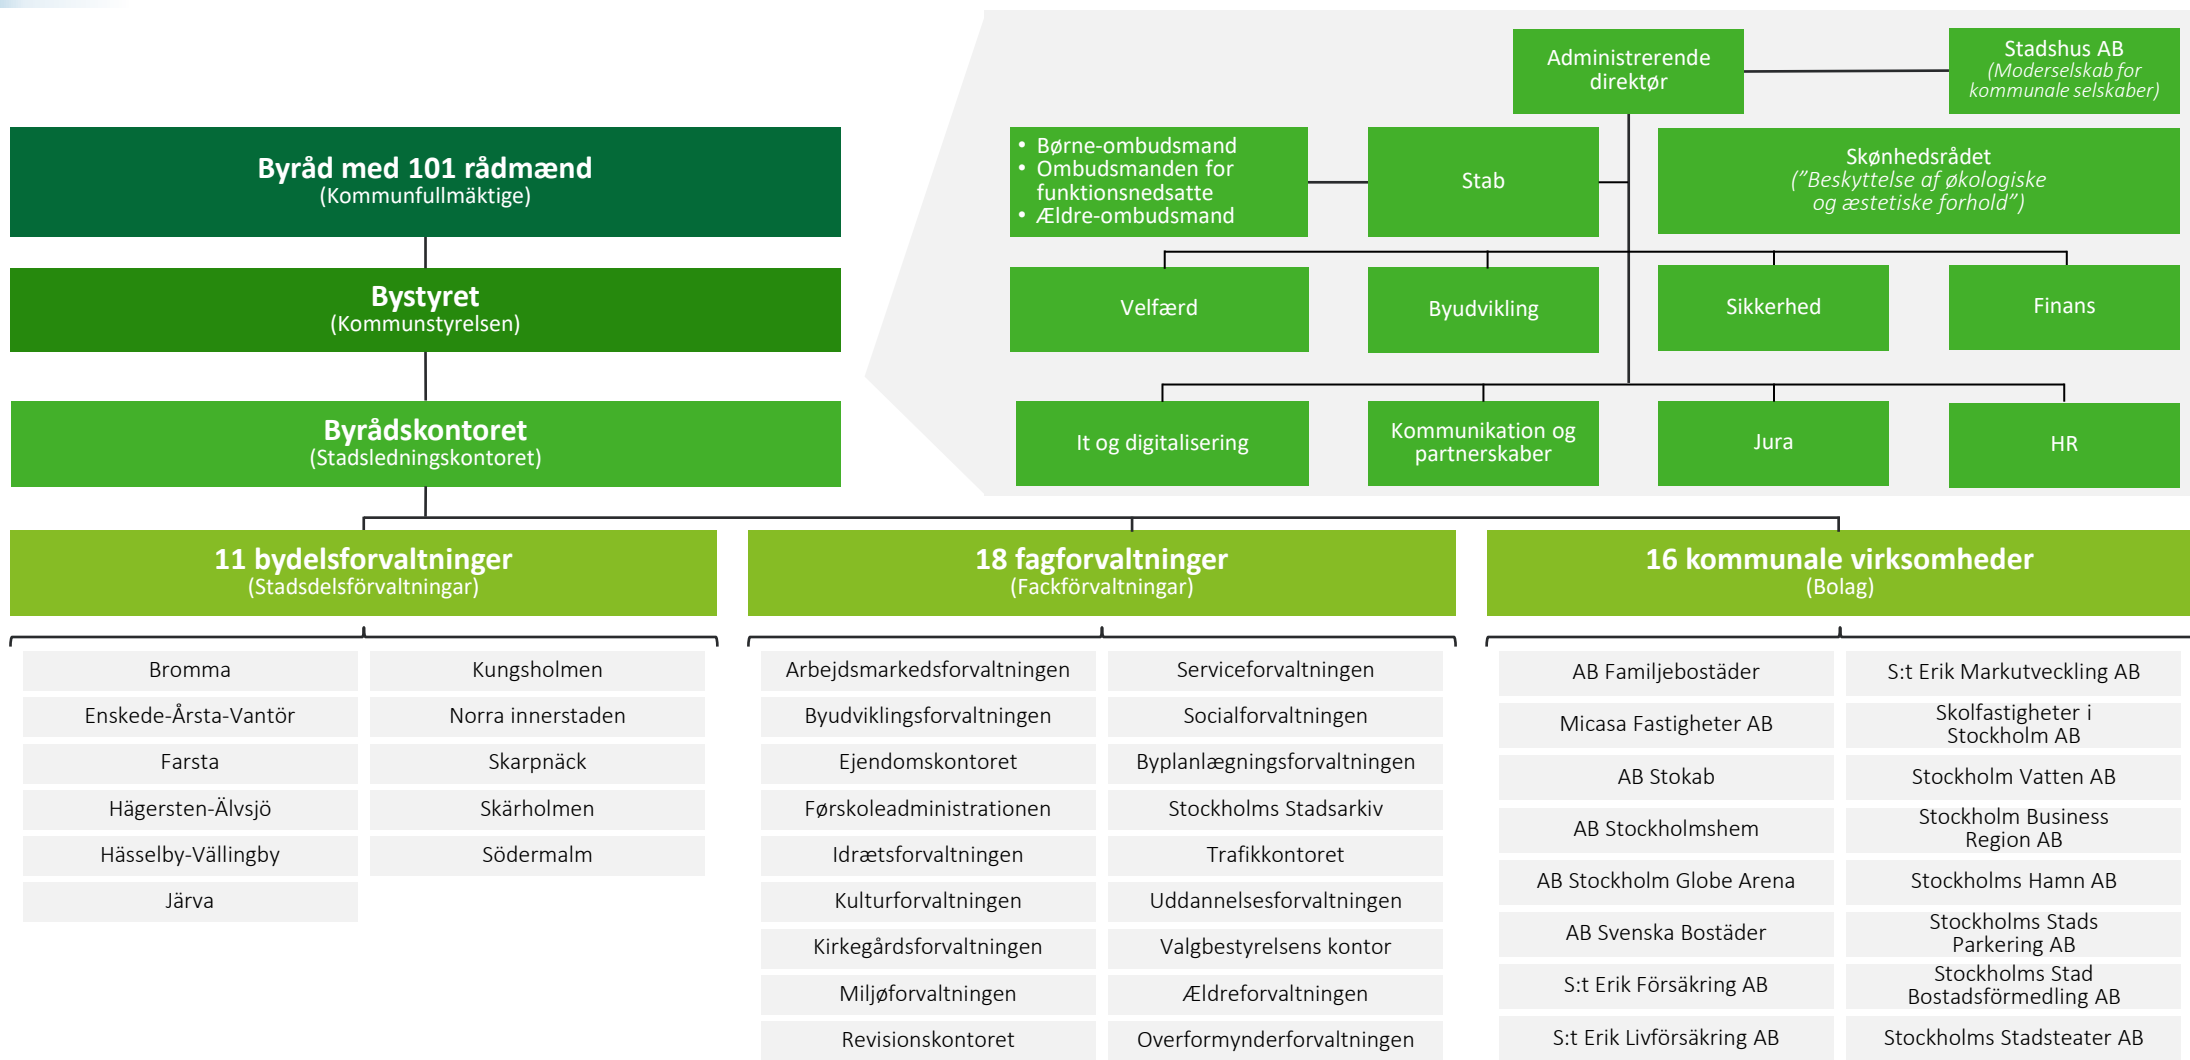 Byråd med 101 rådmænd
(Kommunfullmäktige)
Bystyret
(Kommunstyrelsen)
Byrådskontoret
(Stadsledningskontoret)
Administrerende
direktør
Stadshus AB
(Moderselskab for
kommunale selskaber)
• Børne-ombudsmand
• Ombudsmanden for
funktionsnedsatte
• Ældre-ombudsmand
Stab
Skønhedsrådet
(”Beskyttelse af økologiske
og æstetiske forhold”)
Velfærd
Byudvikling
Sikkerhed
Finans
It og digitalisering
Kommunikation og
partnerskaber
Jura
HR
11 bydelsforvaltninger
(Stadsdelsförvaltningar)
Bromma
Enskede-Årsta-Vantör
Farsta
Hägersten-Älvsjö
Hässelby-Vällingby
Järva
Kungsholmen
Norra innerstaden
Skarpnäck
Skärholmen
Södermalm
18 fagforvaltninger
(Fackförvaltningar)
Arbejdsmarkedsforvaltningen
Byudviklingsforvaltningen
Ejendomskontoret
Førskoleadministrationen
Idrætsforvaltningen
Kulturforvaltningen
Kirkegårdsforvaltningen
Miljøforvaltningen
Revisionskontoret
Serviceforvaltningen
Socialforvaltningen
Byplanlægningsforvaltningen
Stockholms Stadsarkiv
Trafikkontoret
Uddannelsesforvaltningen
Valgbestyrelsens kontor
Ældreforvaltningen
Overformynderforvaltningen
16 kommunale virksomheder
(Bolag)
AB Familjebostäder
Micasa Fastigheter AB
AB Stokab
AB Stockholmshem
AB Stockholm Globe Arena
AB Svenska Bostäder
S:t Erik Försäkring AB
S:t Erik Livförsäkring AB
S:t Erik Markutveckling AB
Skolfastigheter i
Stockholm AB
Stockholm Vatten AB
Stockholm Business
Region AB
Stockholms Hamn AB
Stockholms Stads
Parkering AB
Stockholms Stad
Bostadsförmedling AB
Stockholms Stadsteater AB